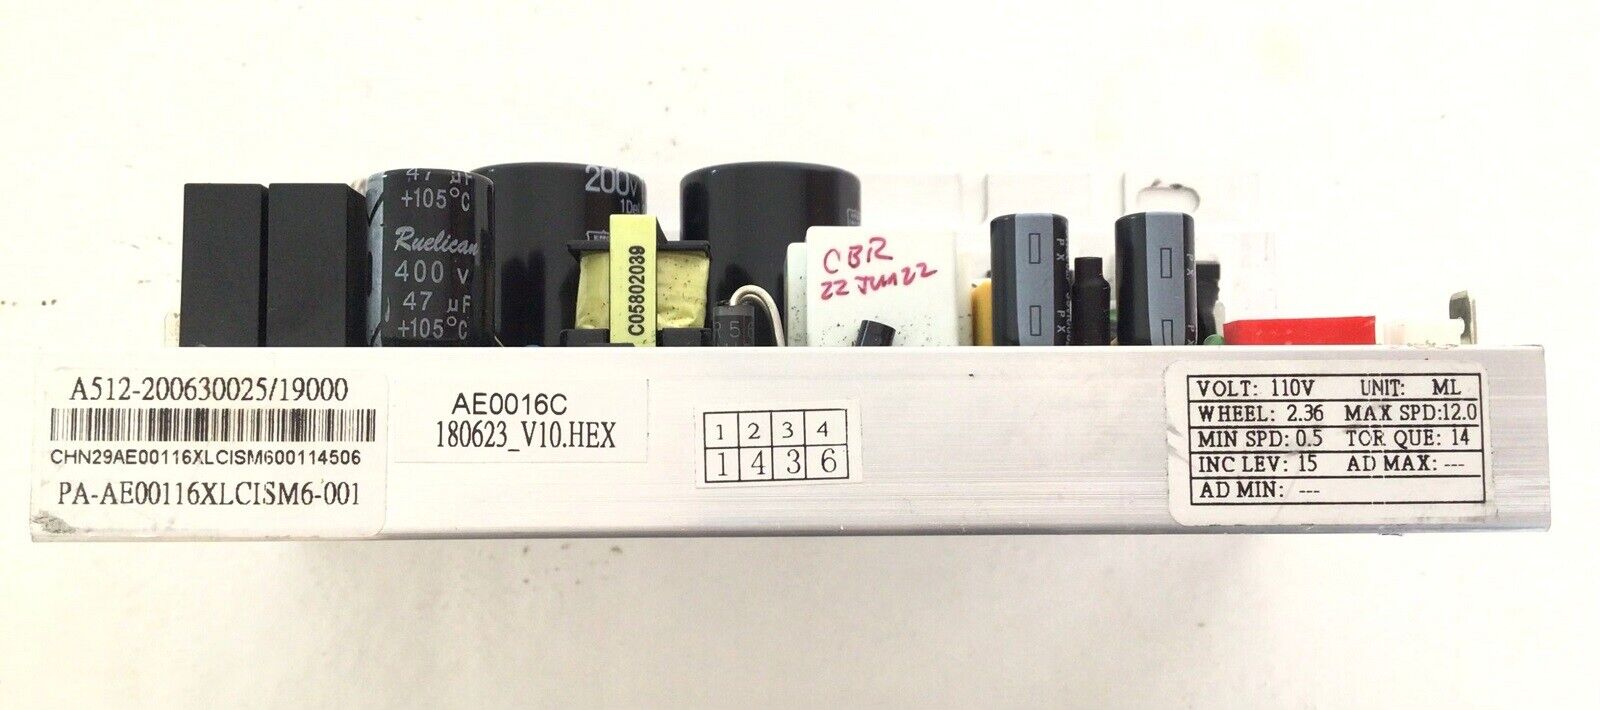 47 µF
+105°C
Ruelican
400 V
47 µF
+105°C
200V
C05802039
CBR
22 JUN 22
A512-200630025/19000
CHN29AE00116XLCISM600114506
PA-AE00116XLCISM6-001
AE0016C
180623_V10.HEX
1 2 3 4
1 4 3 6
VOLT: 110V UNIT: ML
WHEEL: 2.36 MAX SPD:12.0
MIN SPD: 0.5 TOR QUE: 14
INC LEV: 15 AD MAX: ---
AD MIN: ---